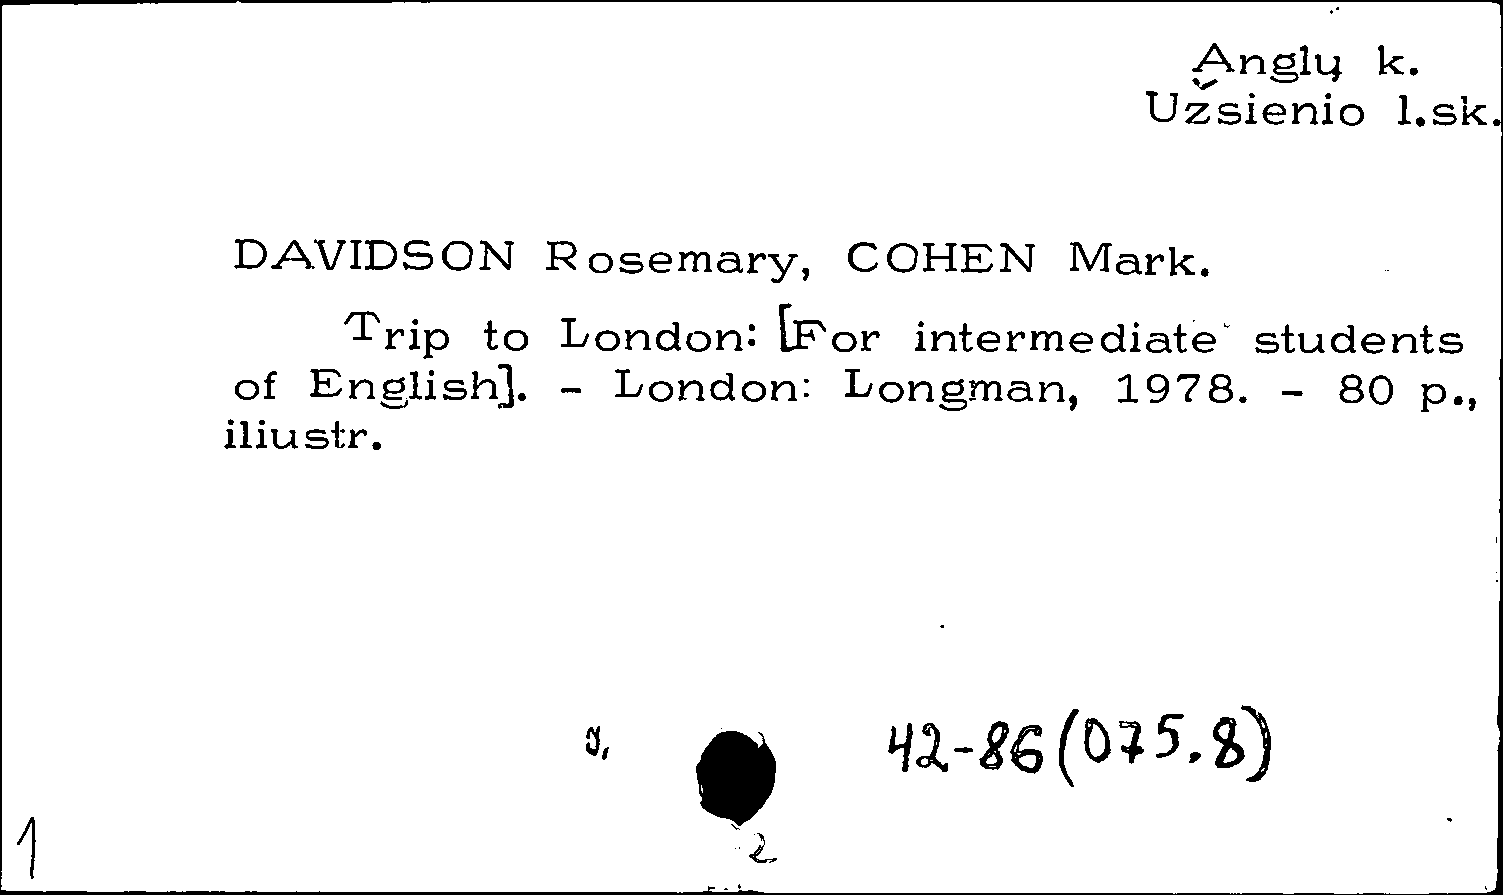 Anglų k.
Užsienio l.sk.
DAVIDSON Rosemary, COHEN Mark.
Trip to London: [For intermediate students
of English]. - London: Longman, 1978. - 80 p.,
iliustr.
42-86(075.8)
1
2